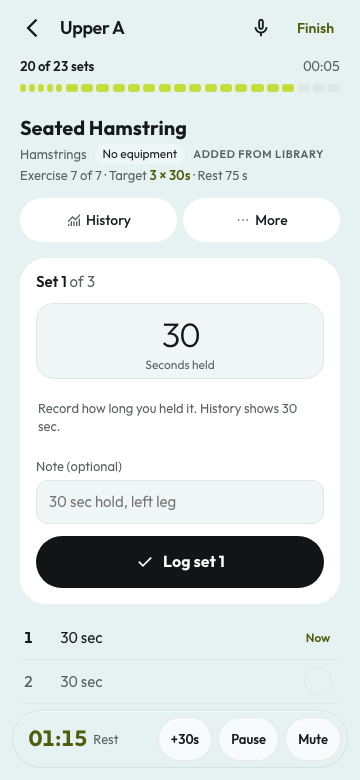 Upper A
Finish
20 of 23 sets
00:05
Seated Hamstring
Hamstrings No equipment ADDED FROM LIBRARY
Exercise 7 of 7 · Target 3 × 30s · Rest 75 s
History
More
Set 1 of 3
30
Seconds held
Record how long you held it. History shows 30
sec.
Note (optional)
30 sec hold, left leg
Log set 1
1 30 sec Now
2 30 sec
01:15 Rest +30s Pause Mute